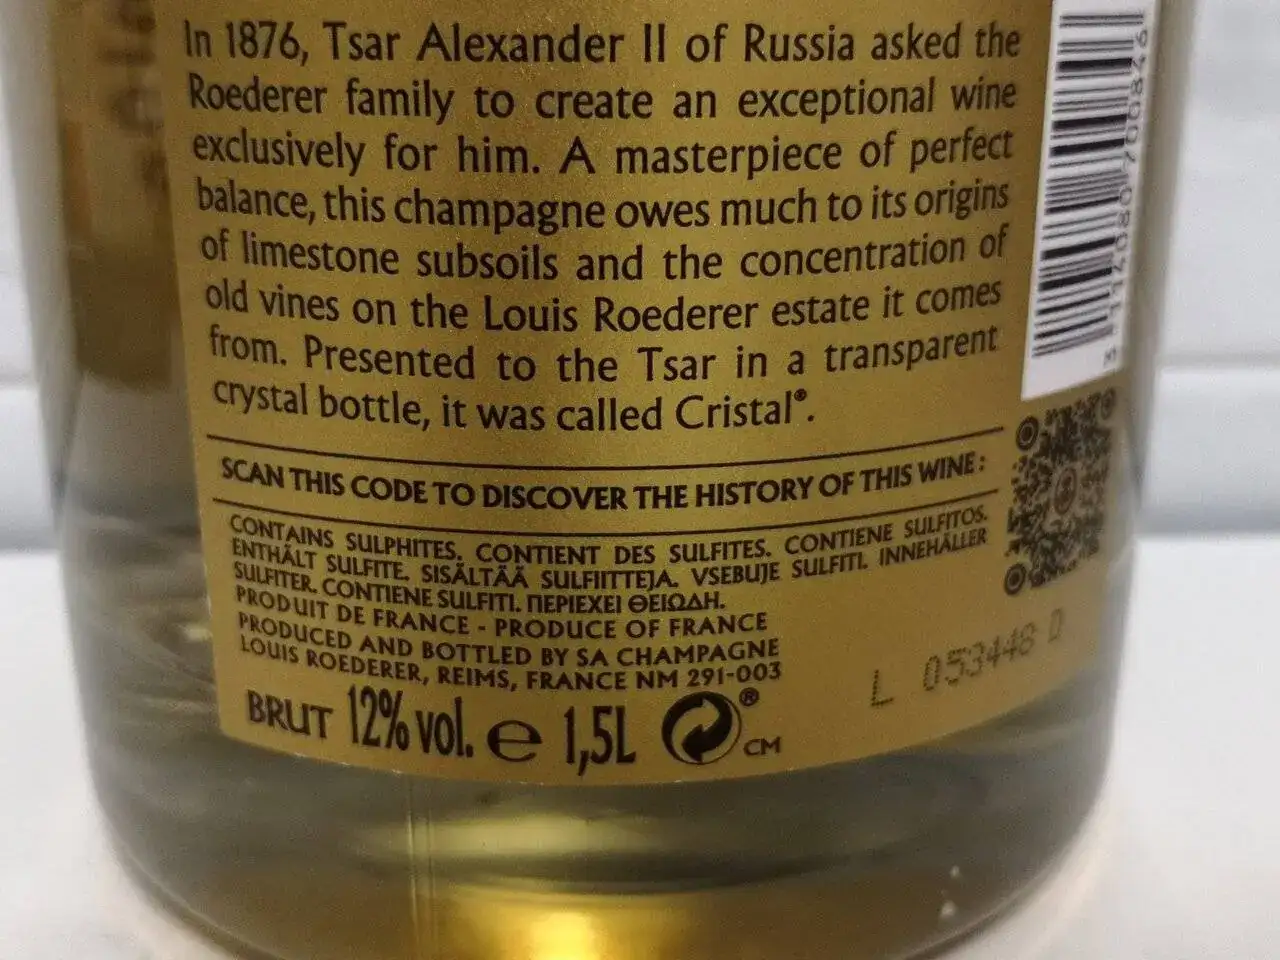 In 1876, Tsar Alexander II of Russia asked the
Roederer family to create an exceptional wine
exclusively for him. A masterpiece of perfect
balance, this champagne owes much to its origins
of limestone subsoils and the concentration of
old vines on the Louis Roederer estate it comes
from. Presented to the Tsar in a transparent
crystal bottle, it was called Cristal®.
SCAN THIS CODE TO DISCOVER THE HISTORY OF THIS WINE :
CONTAINS SULPHITES. CONTIENT DES SULFITES. CONTIENE SULFITOS.
ENTHÄLT SULFITE. SISÄLTÄÄ SULFIITTEJA. VSEBUJE SULFITI. INNEHÄLLER
SULFITER. CONTIENE SULFITI. ΠΕΡΙΕΧΕΙ ΘΕΙΩΔΗ.
PRODUIT DE FRANCE - PRODUCE OF FRANCE
PRODUCED AND BOTTLED BY SA CHAMPAGNE
LOUIS ROEDERER, REIMS, FRANCE NM 291-003
BRUT 12% vol. e 1,5L ® CM
L 053448 0